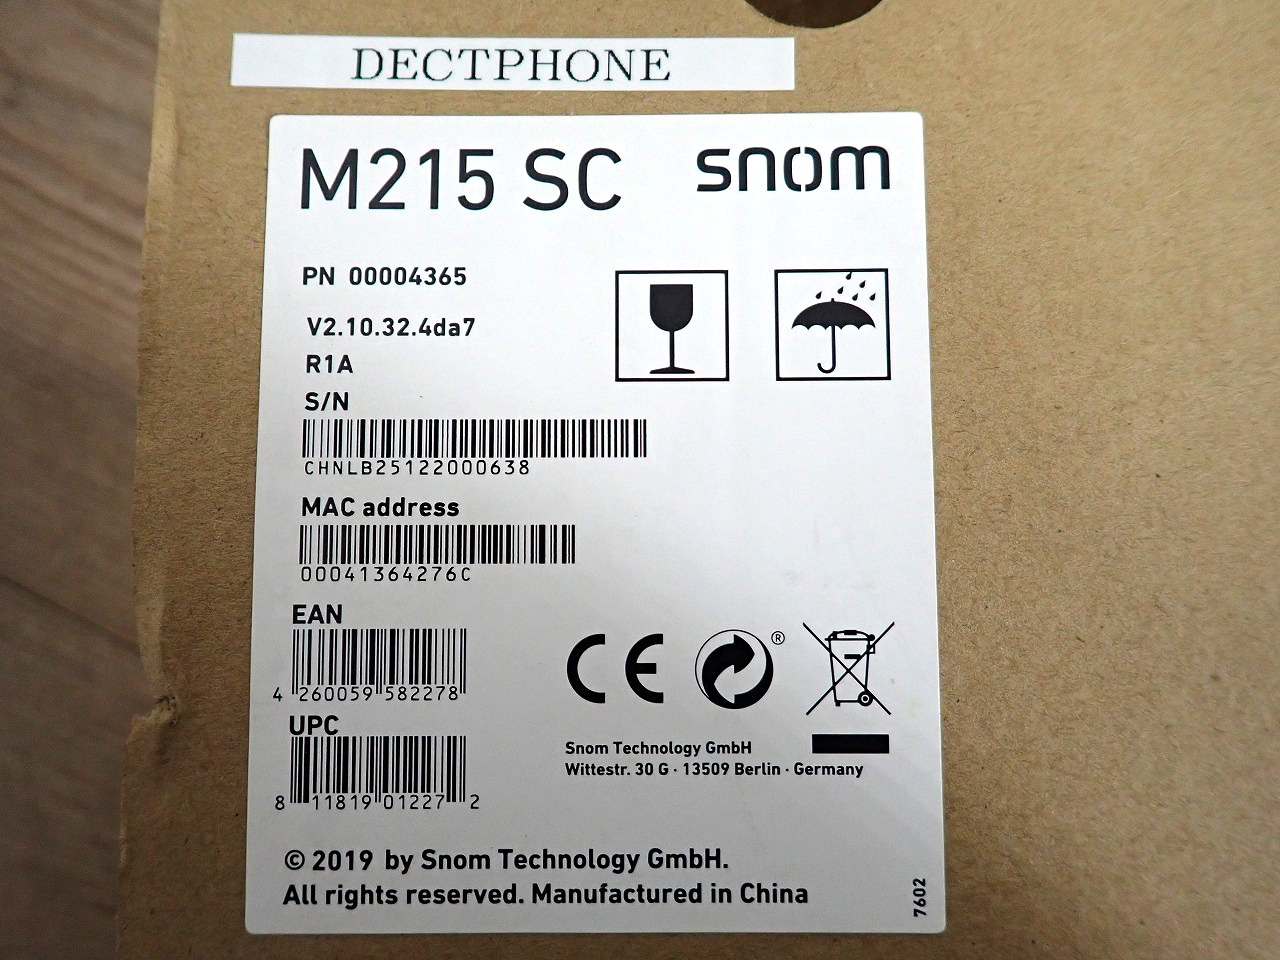 DECTPHONE
M215 SC snom
PN 00004365
V2.10.32.4da7
R1A
S/N
CHNLB25122000638
MAC address
00041364276C
EAN
4 260059 582278
UPC
8 11819 01227 2
CE ®
Snom Technology GmbH
Wittestr. 30 G · 13509 Berlin · Germany
© 2019 by Snom Technology GmbH.
All rights reserved. Manufactured in China
7602